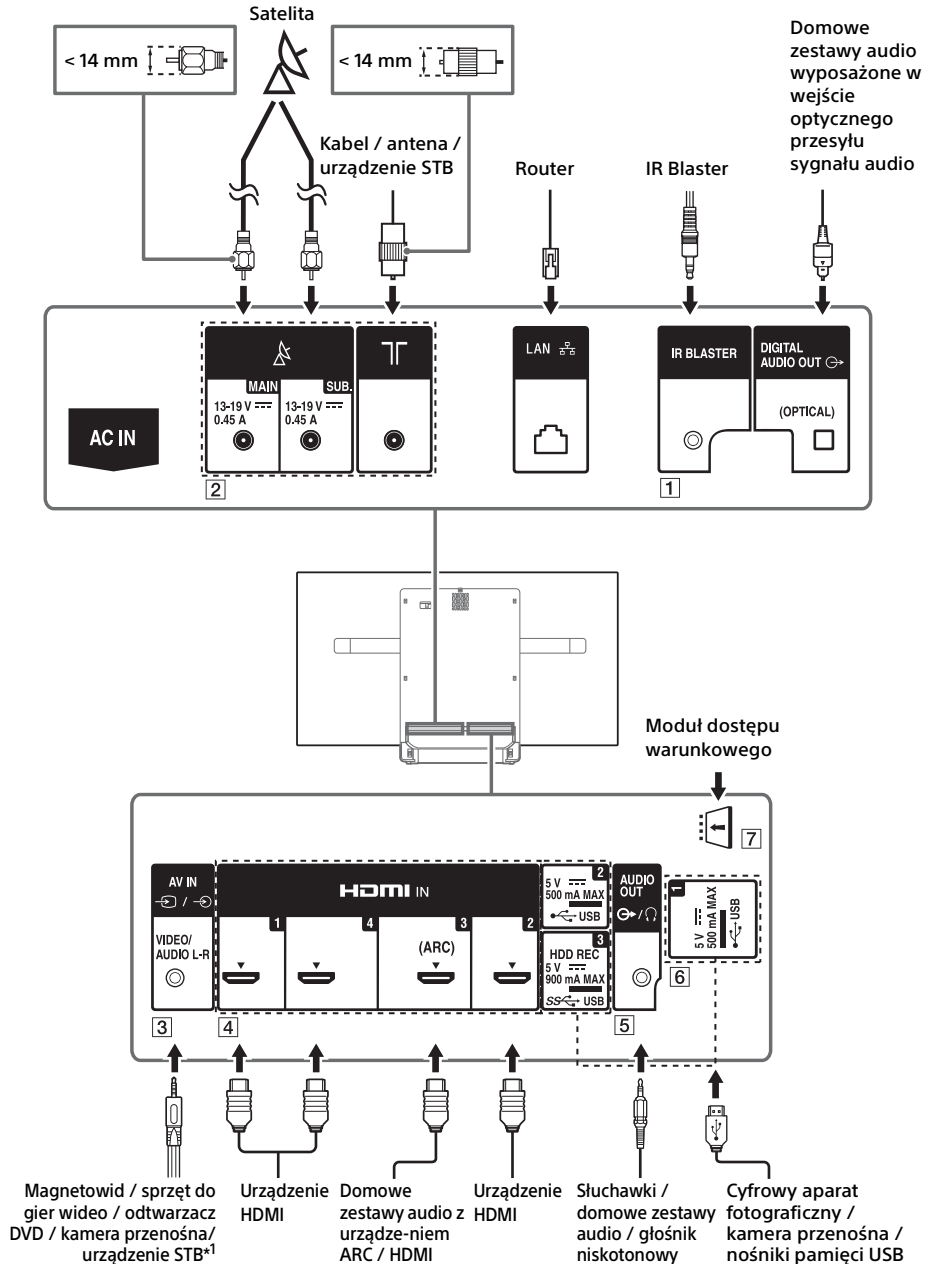 Satelita
< 14 mm
< 14 mm
Domowe
zestawy audio
wyposażone w
wejście
optycznego
przesyłu
sygnału audio
Kabel / antena /
urządzenie STB
Router
IR Blaster
AC IN
MAIN
13-19 V
0.45 A
SUB.
13-19 V
0.45 A
2
LAN
IR BLASTER
1
DIGITAL
AUDIO OUT
(OPTICAL)
Moduł dostępu
warunkowego
7
AV IN
/
VIDEO/
AUDIO L-R
3
HDMI IN
1
4
3
(ARC)
2
4
2
5 V
500 mA MAX
USB
3
HDD REC
5 V
900 mA MAX
SS USB
AUDIO
OUT
/
5
1
5 V
500 mA MAX
USB
6
Magnetowid / sprzęt do
gier wideo / odtwarzacz
DVD / kamera przenośna/
urządzenie STB*1
Urządzenie
HDMI
Domowe
zestawy audio z
urządze-niem
ARC / HDMI
Urządzenie
HDMI
Słuchawki /
domowe zestawy
audio / głośnik
niskotonowy
Cyfrowy aparat
fotograficzny /
kamera przenośna /
nośniki pamięci USB